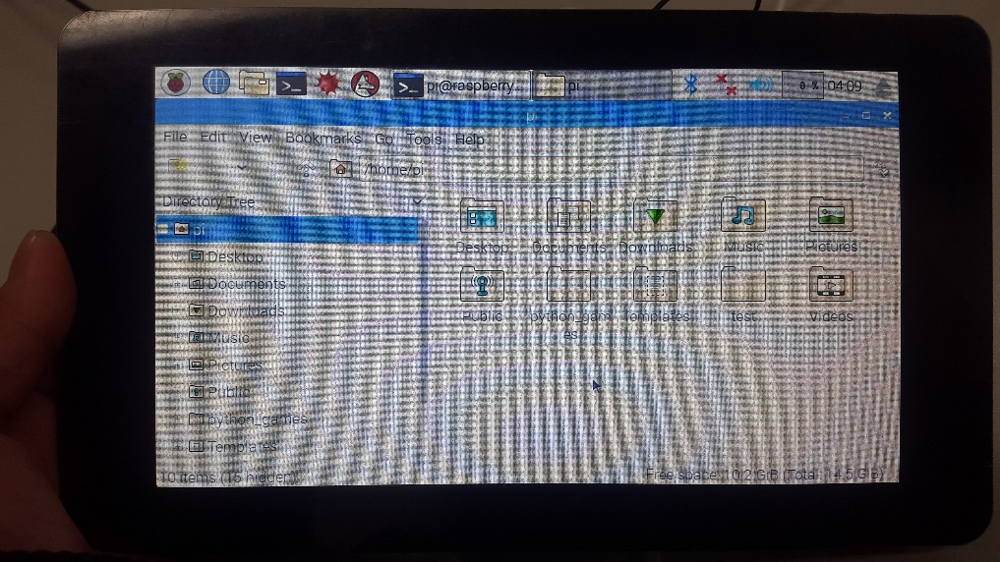 >_ >_ pi@raspberry... pi 0 % 04:09
pi
File Edit View Bookmarks Go Tools Help
/home/pi
Directory Tree
pi
Desktop
Documents
Downloads
Music
Pictures
Public
python_games
Templates
Desktop Documents Downloads Music Pictures
Public python_gam Templates test Videos
es
10 items (15 hidden) Free space: 10.2 GiB (Total: 14.5 GiB)